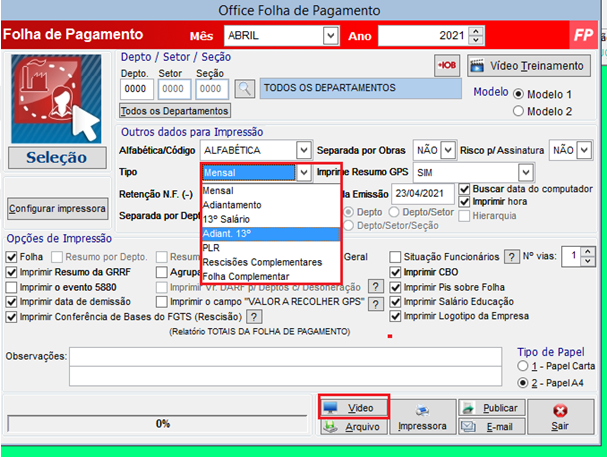 Office Folha de Pagamento
Folha de Pagamento Mês ABRIL Ano 2021 FP
Depto / Setor / Seção
Depto. Setor Seção
0000 0000 0000 TODOS OS DEPARTAMENTOS
Todos os Departamentos
+IOB Vídeo Treinamento
Modelo Modelo 1
Modelo 2
Seleção
Configurar impressora
Outros dados para Impressão
Alfabética/Código ALFABÉTICA Separada por Obras NÃO Risco p/ Assinatura NÃO
Tipo Mensal Imprime Resumo GPS SIM
Mensal
Adiantamento
13º Salário
Adiant. 13º
PLR
Rescisões Complementares
Folha Complementar
Retenção N.F. (-) a Emissão 23/04/2021 Buscar data do computador
Imprimir hora
Separada por Dept Depto Depto/Setor Hierarquia
Depto/Setor/Seção
Opções de Impressão
Folha Resumo por Depto. Resum Geral Situação Funcionários ? Nº vias: 1
Imprimir Resumo da GRRF Agrupa Imprimir CBO
Imprimir o evento 5880 Imprimir Vl. DARF p/ Deptos c/ Desoneração ? Imprimir Pis sobre Folha
Imprimir data de demissão Imprimir o campo "VALOR A RECOLHER GPS" ? Imprimir Salário Educação
Imprimir Conferência de Bases do FGTS (Rescisão) ? Imprimir Logotipo da Empresa
(Relatório TOTAIS DA FOLHA DE PAGAMENTO)
Observações:
Tipo de Papel
1 - Papel Carta
2 - Papel A4
0%
Vídeo
Arquivo
Impressora
Publicar
E-mail
Sair